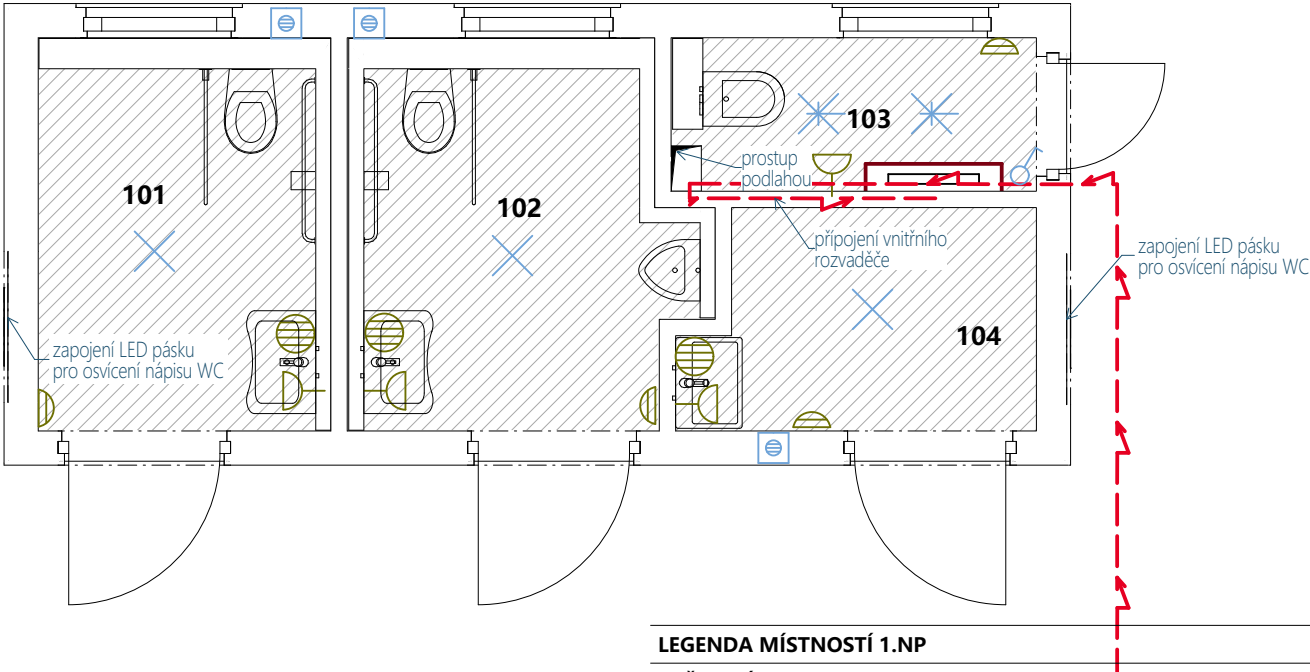 103
prostup
podlahou
101
102
přípojení vnitřního
rozvaděče
zapojení LED pásku
pro osvícení nápisu WC
104
zapojení LED pásku
pro osvícení nápisu WC
LEGENDA MÍSTNOSTÍ 1.NP